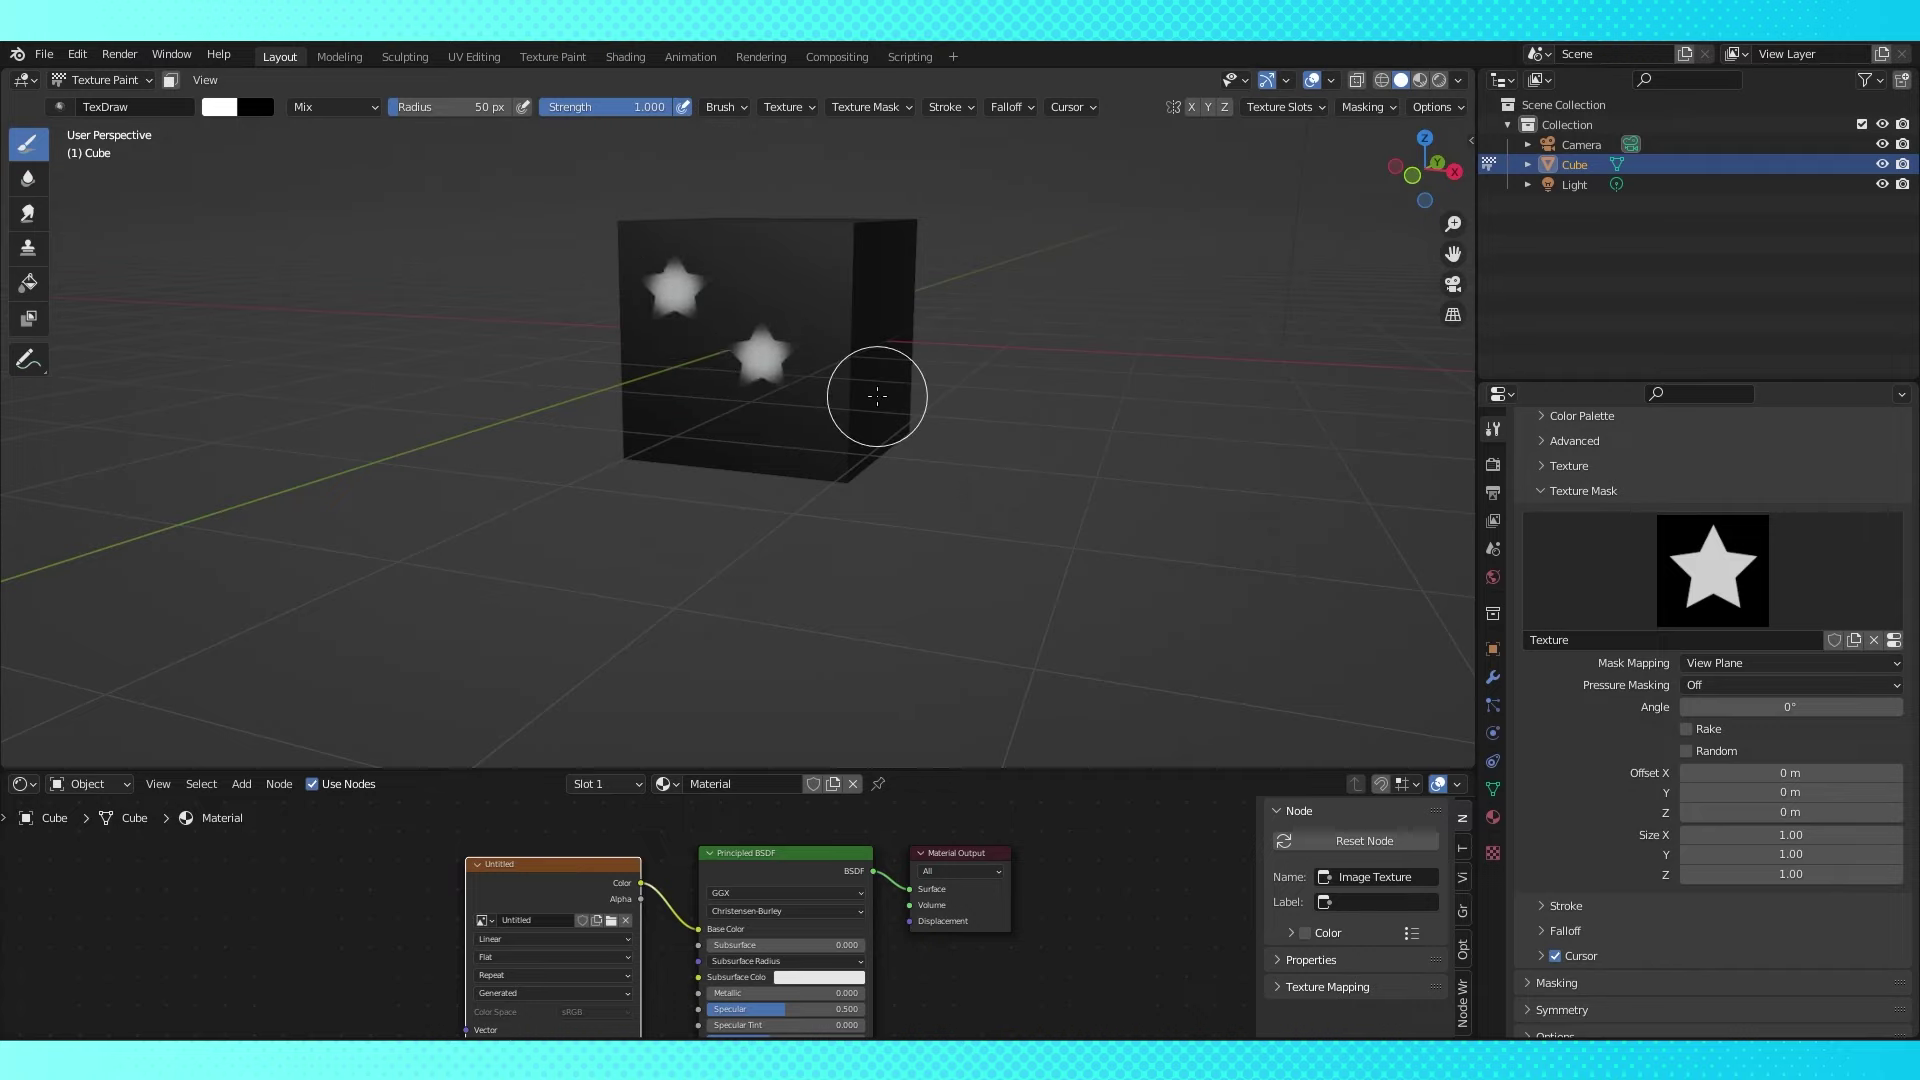 File Edit Render Window Help Layout Modeling Sculpting UV Editing Texture Paint Shading Animation Rendering Compositing Scripting + Scene View Layer
Texture Paint View
TexDraw Mix Radius 50 px Strength 1.000 Brush Texture Texture Mask Stroke Falloff Cursor X Y Z Texture Slots Masking Options
User Perspective
(1) Cube
Z
Y
X
Scene Collection
Collection
Camera
Cube
Light
Color Palette
Advanced
Texture
Texture Mask
Texture
Mask Mapping View Plane
Pressure Masking Off
Angle 0°
Rake
Random
Offset X 0 m
Y 0 m
Z 0 m
Size X 1.00
Y 1.00
Z 1.00
Stroke
Falloff
Cursor
Masking
Symmetry
Options
Object View Select Add Node Use Nodes Slot 1 Material
Cube > Cube > Material
Untitled
Color
Alpha
Untitled
Linear
Flat
Repeat
Generated
Color Space sRGB
Vector
Principled BSDF
BSDF
GGX
Christensen-Burley
Base Color
Subsurface 0.000
Subsurface Radius
Subsurface Colo
Metallic 0.000
Specular 0.500
Specular Tint 0.000
Material Output
All
Surface
Volume
Displacement
Node
Reset Node
Name: Image Texture
Label:
Color
Properties
Texture Mapping
N
T
Vi
Gr
Opt
Node Wr